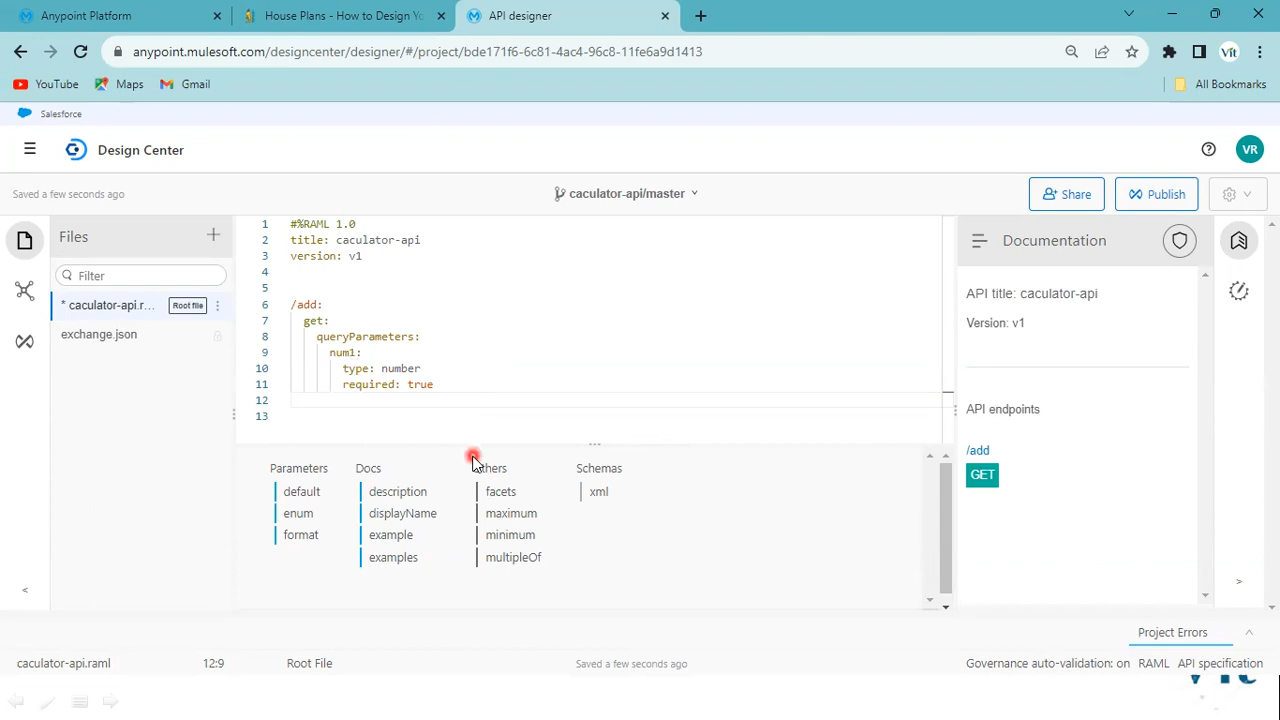 Anypoint Platform
House Plans - How to Design Yo
API designer
anypoint.mulesoft.com/designcenter/designer/#/project/bde171f6-6c81-4ac4-96c8-11fe6a9d1413
Vit
YouTube
Maps
Gmail
All Bookmarks
Salesforce
Design Center
VR
Saved a few seconds ago
caculator-api/master
Share
Publish
Files
Filter
* caculator-api.r...
Root file
exchange.json
1 #%RAML 1.0
2 title: caculator-api
3 version: v1
4
5
6 /add:
7 get:
8 queryParameters:
9 num1:
10 type: number
11 required: true
12
13
Documentation
API title: caculator-api
Version: v1
API endpoints
/add
GET
Parameters Docs Schemas
default description facets xml
enum displayName maximum
format example minimum
examples multipleOf
Project Errors
caculator-api.raml 12:9 Root File Saved a few seconds ago Governance auto-validation: on RAML API specification